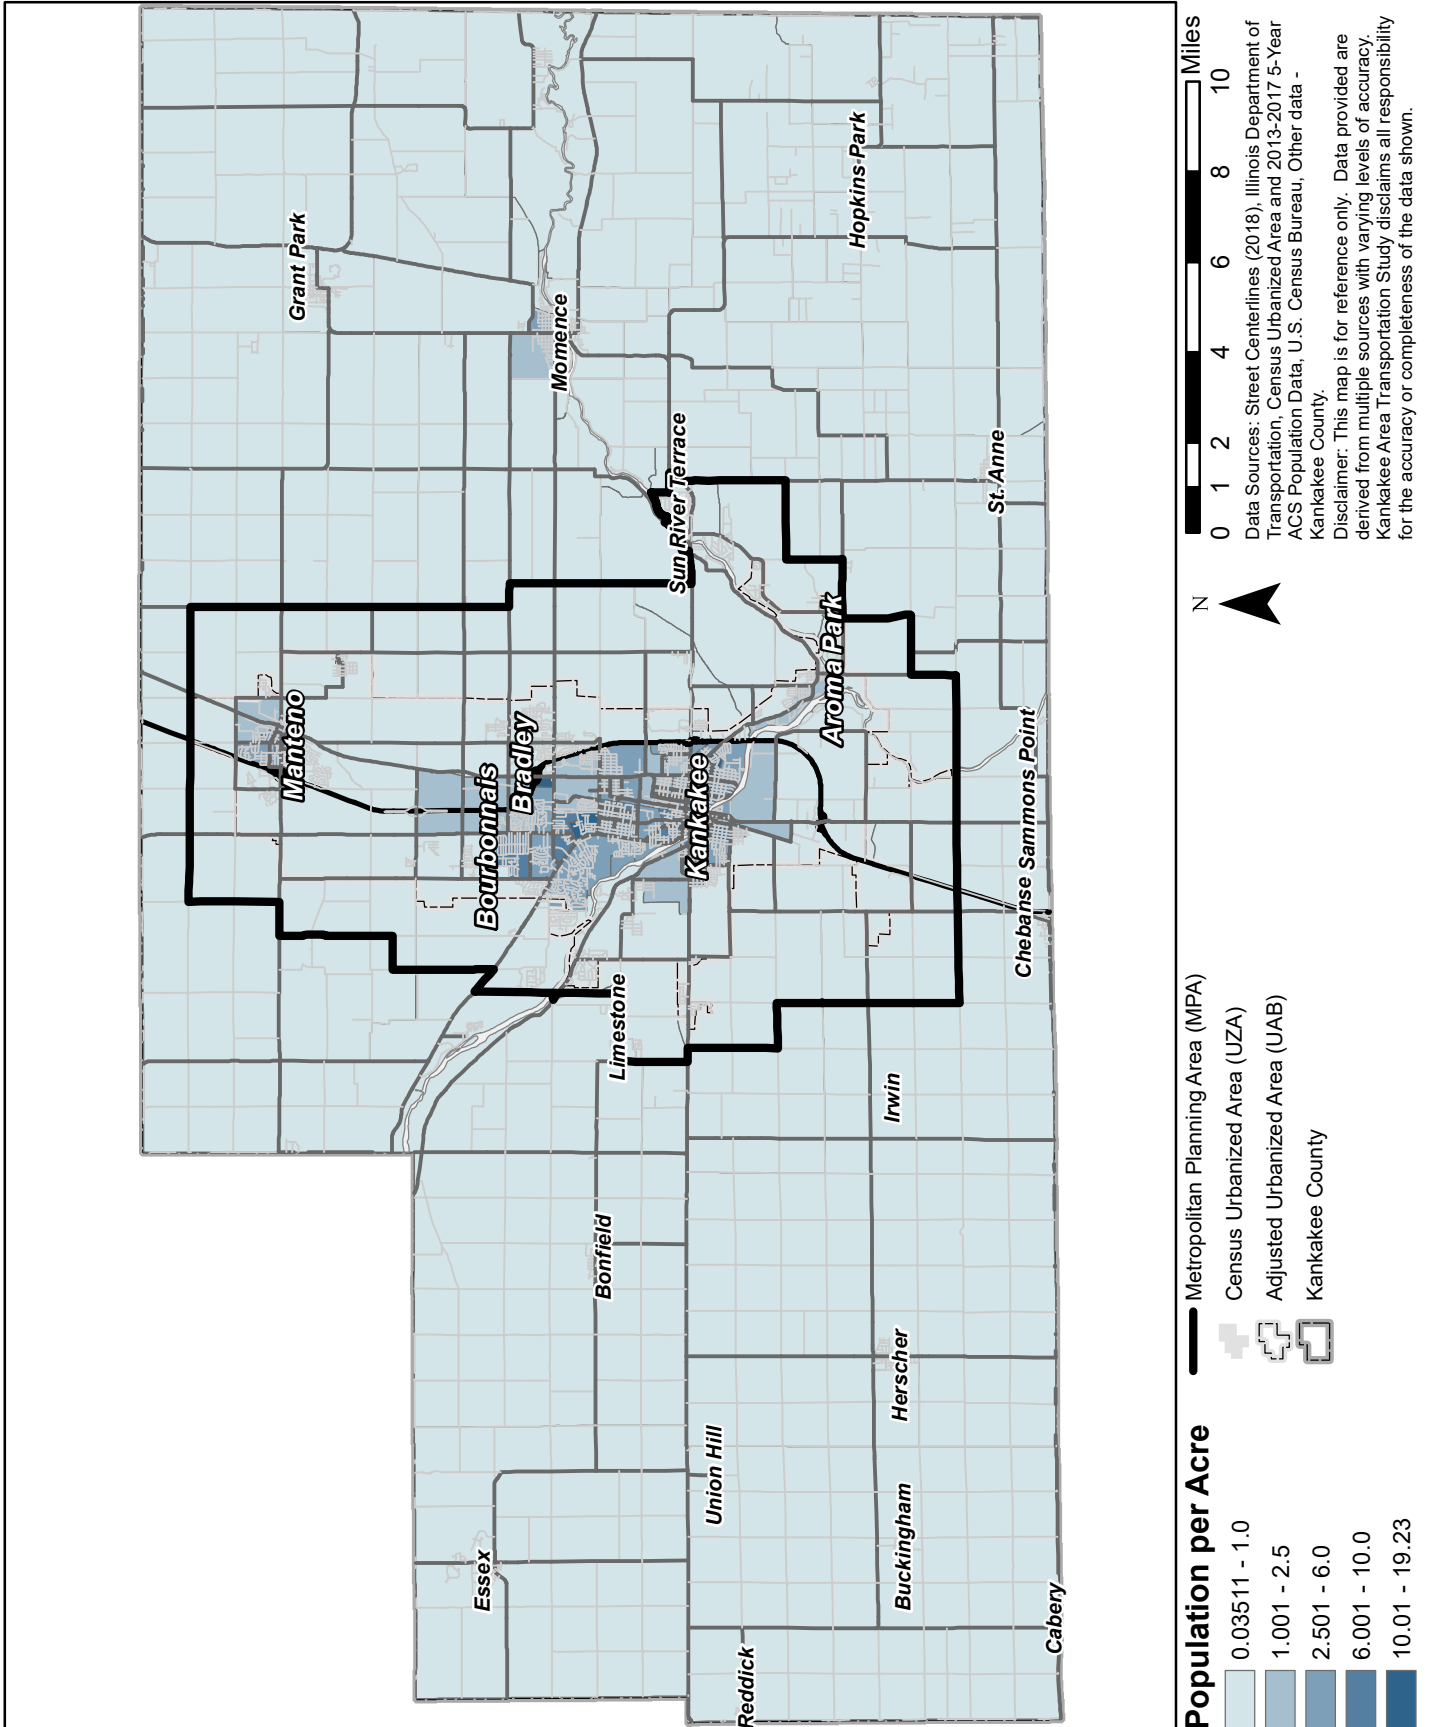 Grant Park
Momence
Hopkins Park
Sun River Terrace
St. Anne
Manteno
Bradley
Bourbonnais
Kankakee
Aroma Park
Chebanse Sammons Point
Limestone
Irwin
Bonfield
Herscher
Union Hill
Essex
Buckingham
Reddick
Cabery
Population per Acre
0.03511 - 1.0
1.001 - 2.5
2.501 - 6.0
6.001 - 10.0
10.01 - 19.23
Metropolitan Planning Area (MPA)
Census Urbanized Area (UZA)
Adjusted Urbanized Area (UAB)
Kankakee County
N
0 1 2 4 6 8 10 Miles
Data Sources: Street Centerlines (2018), Illinois Department of
Transportation, Census Urbanized Area and 2013-2017 5-Year
ACS Population Data, U.S. Census Bureau, Other data -
Kankakee County.
Disclaimer: This map is for reference only. Data provided are
derived from multiple sources with varying levels of accuracy.
Kankakee Area Transportation Study disclaims all responsibility
for the accuracy or completeness of the data shown.